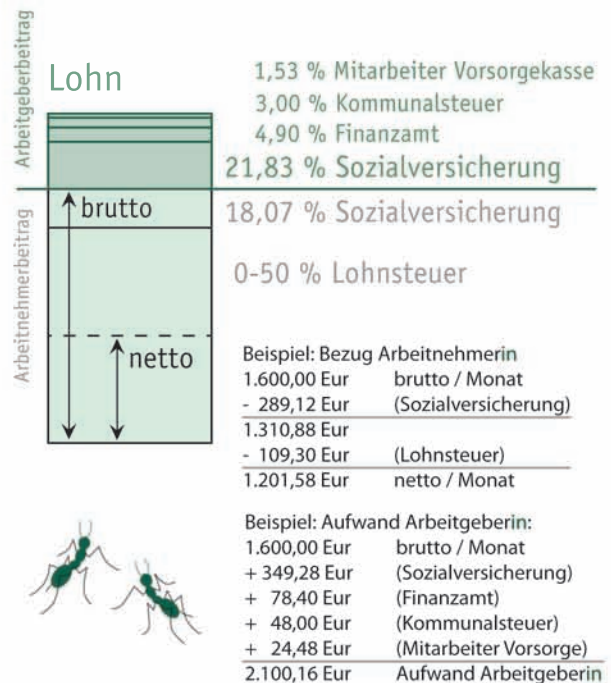 Arbeitgeberbeitrag
Lohn
1,53 % Mitarbeiter Vorsorgekasse
3,00 % Kommunalsteuer
4,90 % Finanzamt
21,83 % Sozialversicherung
Arbeitnehmerbeitrag
brutto
18,07 % Sozialversicherung
0-50 % Lohnsteuer
netto
Beispiel: Bezug Arbeitnehmerin
1.600,00 Eur brutto / Monat
- 289,12 Eur (Sozialversicherung)
1.310,88 Eur
- 109,30 Eur (Lohnsteuer)
1.201,58 Eur netto / Monat
Beispiel: Aufwand Arbeitgeberin:
1.600,00 Eur brutto / Monat
+ 349,28 Eur (Sozialversicherung)
+ 78,40 Eur (Finanzamt)
+ 48,00 Eur (Kommunalsteuer)
+ 24,48 Eur (Mitarbeiter Vorsorge)
2.100,16 Eur Aufwand Arbeitgeberin